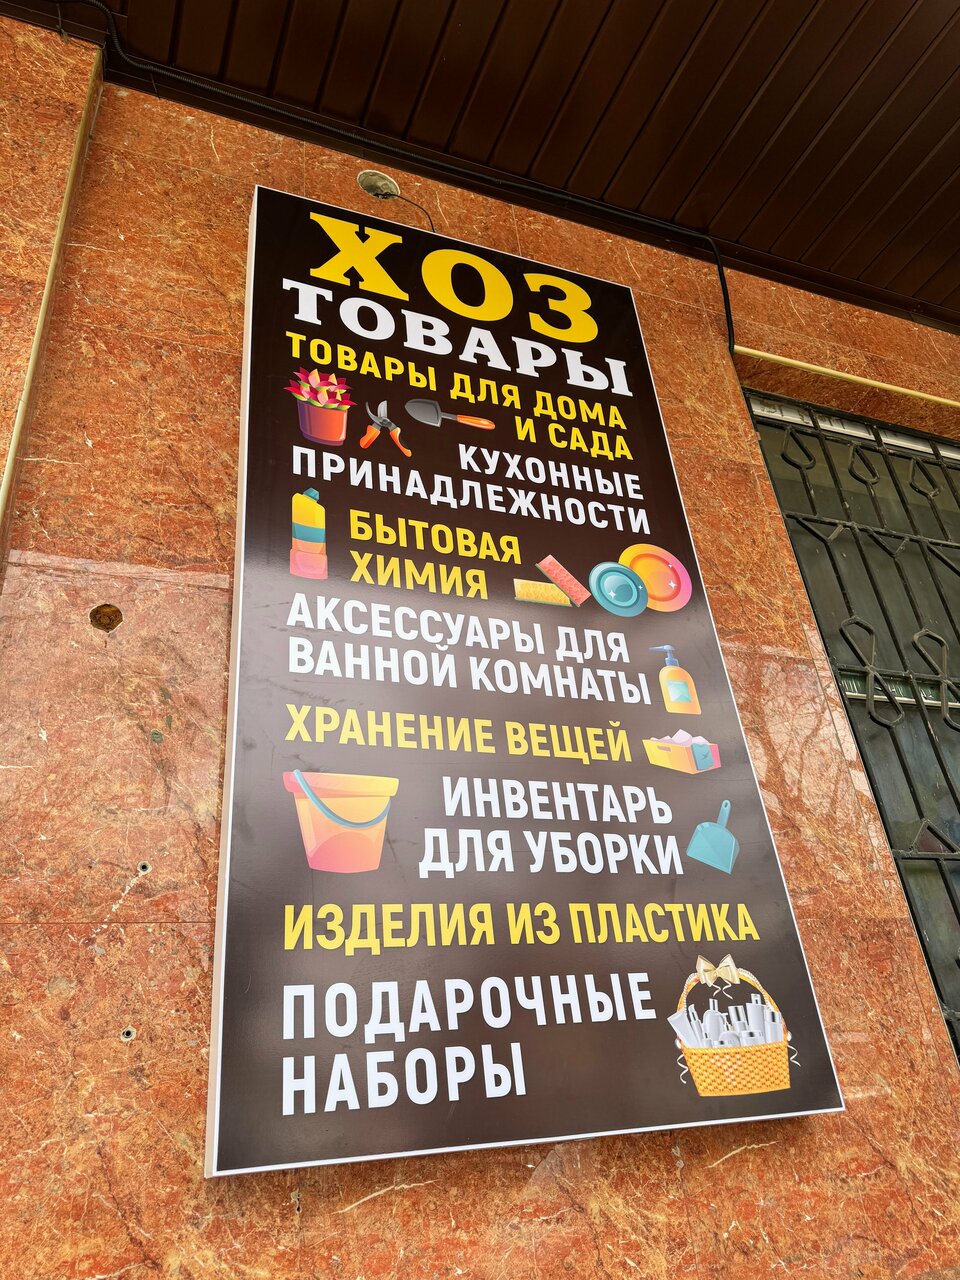 ХОЗ
ТОВАРЫ
ТОВАРЫ ДЛЯ ДОМА
И САДА
КУХОННЫЕ
ПРИНАДЛЕЖНОСТИ
БЫТОВАЯ
ХИМИЯ
АКСЕССУАРЫ ДЛЯ
ВАННОЙ КОМНАТЫ
ХРАНЕНИЕ ВЕЩЕЙ
ИНВЕНТАРЬ
ДЛЯ УБОРКИ
ИЗДЕЛИЯ ИЗ ПЛАСТИКА
ПОДАРОЧНЫЕ
НАБОРЫ